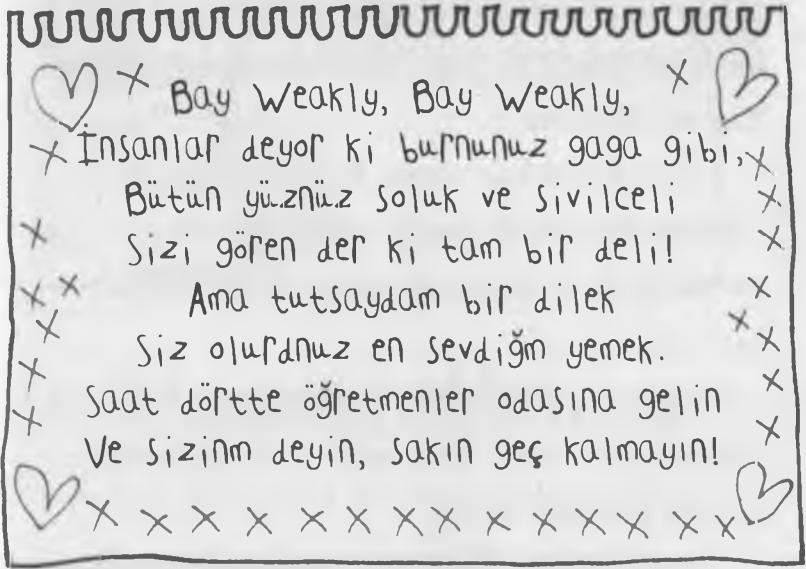 Bay Weakly, Bay Weakly,
İnsanlar deyor ki burnunuz gaga gibi,
Bütün yüznüz soluk ve sivilceli
Sizi gören der ki tam bir deli!
Ama tutsaydam bir dilek
Siz olurdnuz en sevdiğm yemek.
Saat dörtte öğretmenler odasına gelin
Ve sizinm deyin, sakın geç kalmayın!